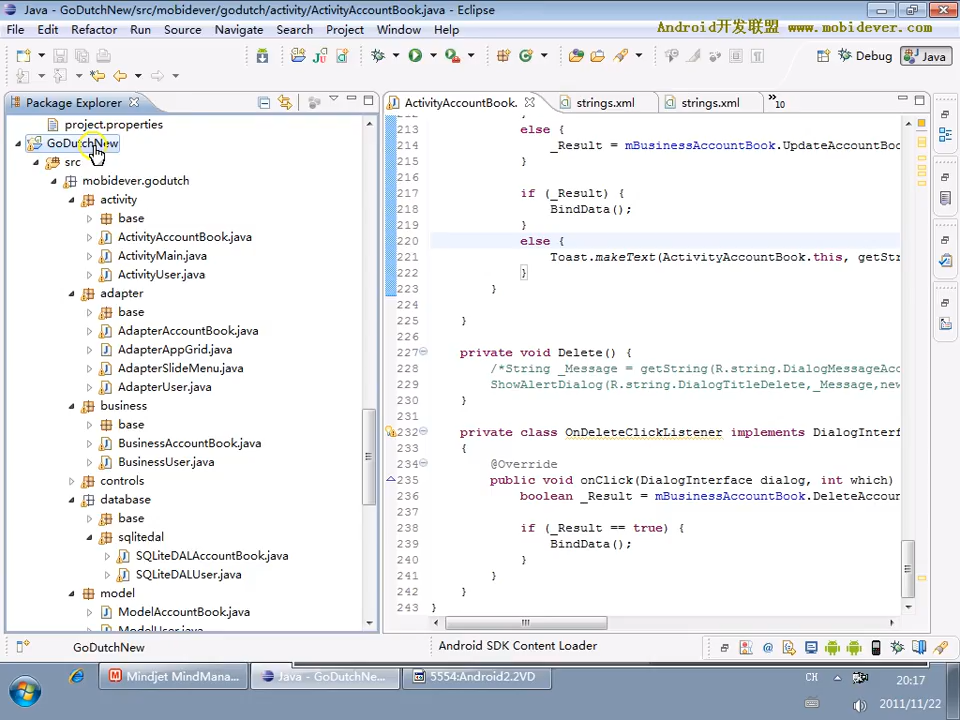 Java - GoDutchNew/src/mobidever/godutch/activity/ActivityAccountBook.java - Eclipse
File Edit Refactor Run Source Navigate Search Project Window Help
Android开发联盟 www.mobidever.com
Debug Java
Package Explorer
project.properties
GoDutchNew
src
mobidever.godutch
activity
base
ActivityAccountBook.java
ActivityMain.java
ActivityUser.java
adapter
base
AdapterAccountBook.java
AdapterAppGrid.java
AdapterSlideMenu.java
AdapterUser.java
business
base
BusinessAccountBook.java
BusinessUser.java
controls
database
base
sqlitedal
SQLiteDALAccountBook.java
SQLiteDALUser.java
model
ModelAccountBook.java
ModelUser.java
ActivityAccountBook. strings.xml strings.xml »10
212 }
213 else {
214 _Result = mBusinessAccountBook.UpdateAccountBoo
215 }
216
217 if (_Result) {
218 BindData();
219 }
220 else {
221 Toast.makeText(ActivityAccountBook.this, getStr
222 }
223 }
224
225 }
226
227 private void Delete() {
228 /*String _Message = getString(R.string.DialogMessageAcc
229 ShowAlertDialog(R.string.DialogTitleDelete,_Message,new
230 }
231
232 private class OnDeleteClickListener implements DialogInterf
233 {
234 @Override
235 public void onClick(DialogInterface dialog, int which)
236 boolean _Result = mBusinessAccountBook.DeleteAccou
237
238 if (_Result == true) {
239 BindData();
240 }
241 }
242 }
243 }
GoDutchNew Android SDK Content Loader
Mindjet MindMana... Java - GoDutchNe... 5554:Android2.2VD
CH 20:17
2011/11/22